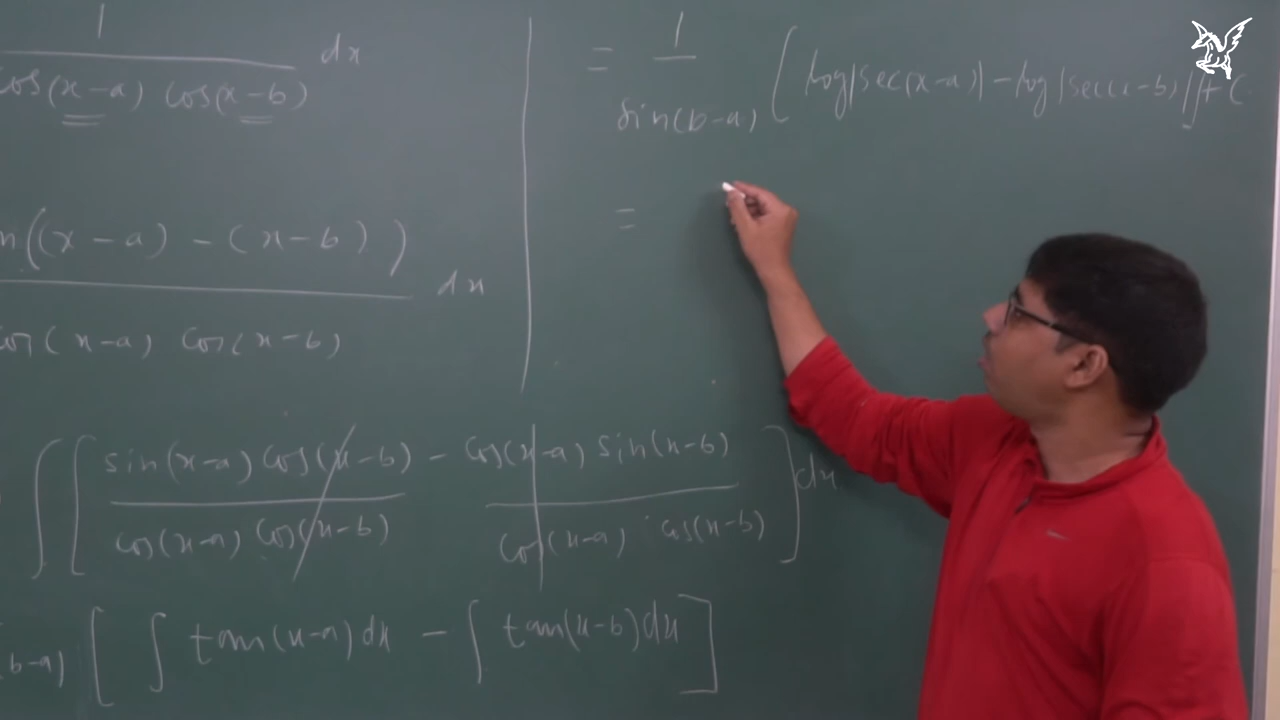 1
dx
cos(x-a) cos(x-b)
n((x-a) - (x-b))
dx
cos(x-a) cos(x-b)
∫[ sin(x-a) cos(x-b) - cos(x-a) sin(x-b) ]dx
cos(x-a) cos(x-b) cos(x-a) cos(x-b)
b-a) [ ∫ tan(x-a)dx - ∫ tan(x-b)dx ]
= 1
sin(b-a) [ log|sec(x-a)| - log|sec(x-b)|] + C
=